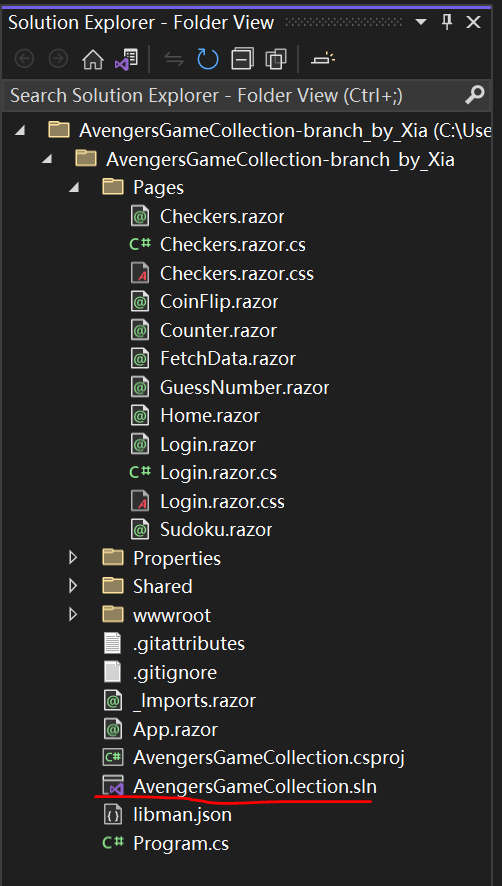 Solution Explorer - Folder View
Search Solution Explorer - Folder View (Ctrl+;)
AvengersGameCollection-branch_by_Xia (C:\Use
AvengersGameCollection-branch_by_Xia
Pages
Checkers.razor
C# Checkers.razor.cs
Checkers.razor.css
CoinFlip.razor
Counter.razor
FetchData.razor
GuessNumber.razor
Home.razor
Login.razor
C# Login.razor.cs
Login.razor.css
Sudoku.razor
Properties
Shared
wwwroot
.gitattributes
.gitignore
_Imports.razor
App.razor
C# AvengersGameCollection.csproj
AvengersGameCollection.sln
libman.json
C# Program.cs